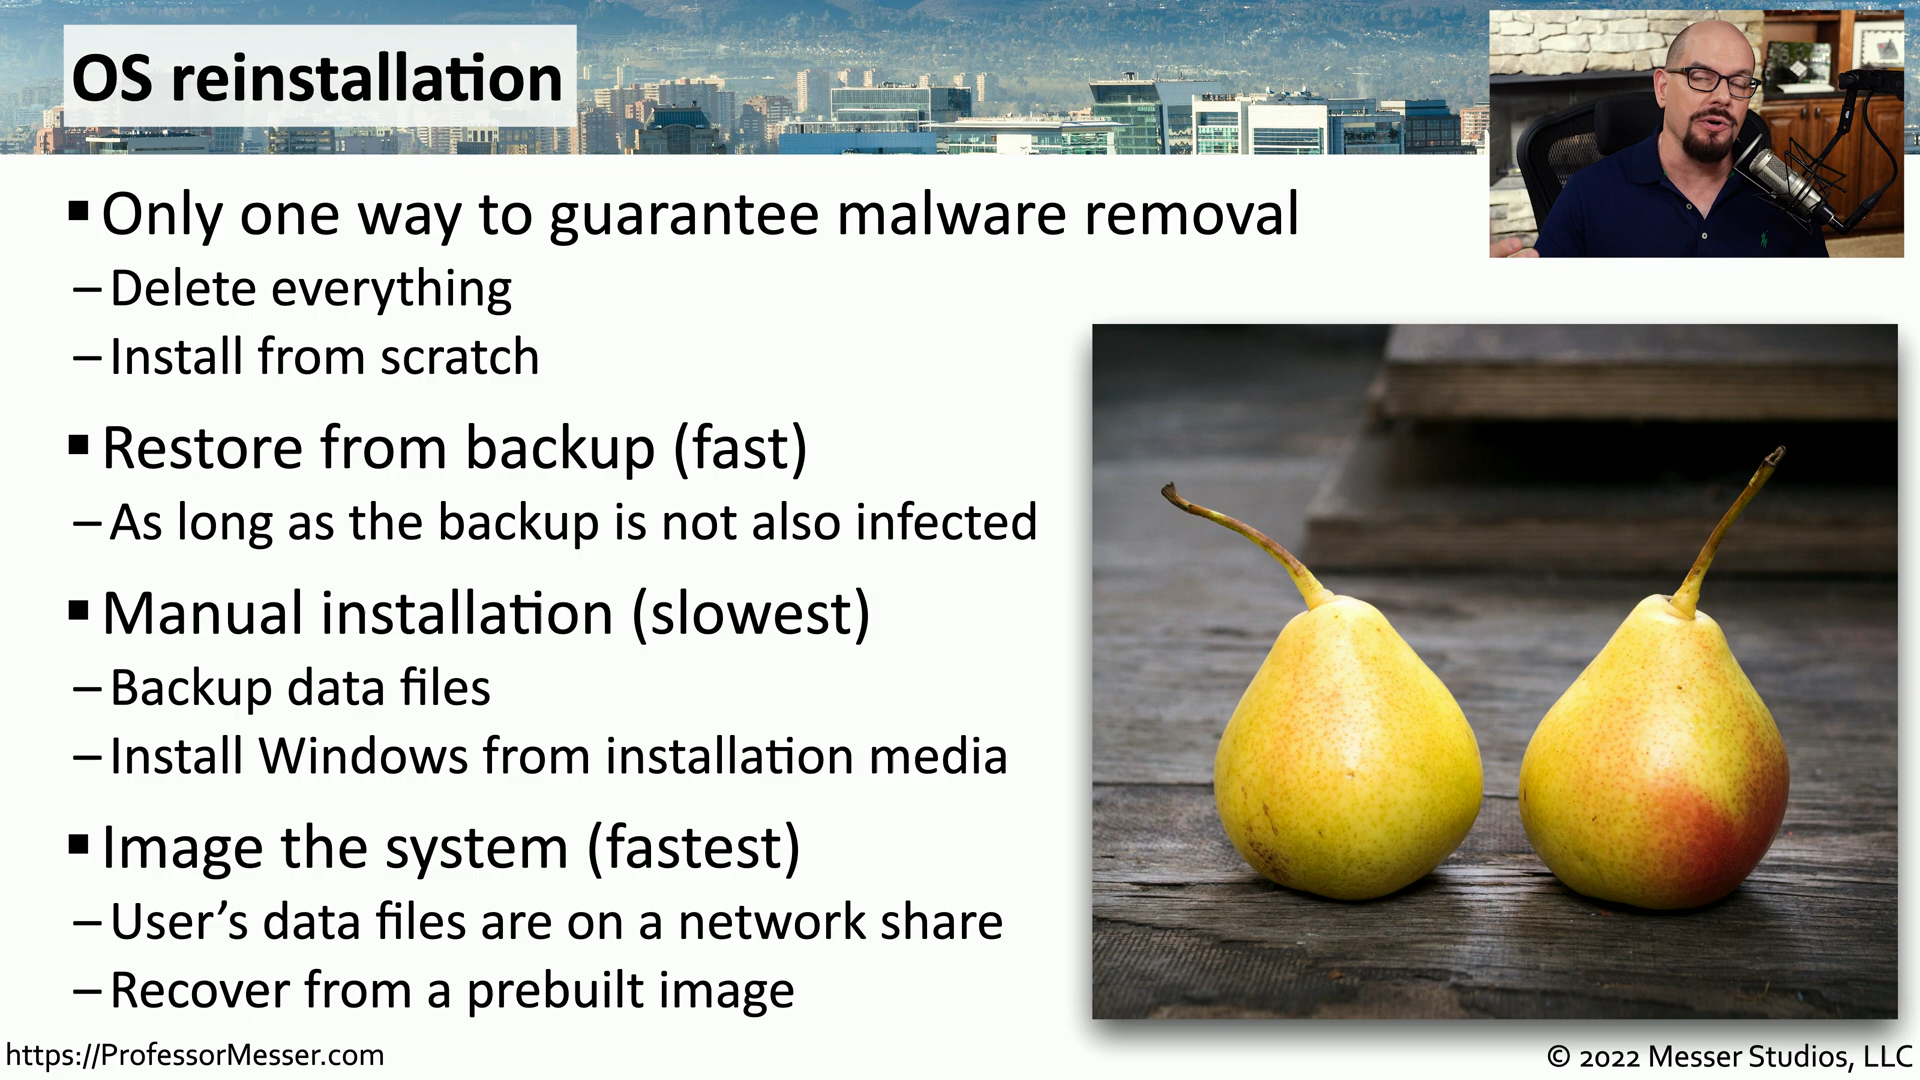 OS reinstallation
▪ Only one way to guarantee malware removal
– Delete everything
– Install from scratch
▪ Restore from backup (fast)
– As long as the backup is not also infected
▪ Manual installation (slowest)
– Backup data files
– Install Windows from installation media
▪ Image the system (fastest)
– User’s data files are on a network share
– Recover from a prebuilt image
https://ProfessorMesser.com
© 2022 Messer Studios, LLC